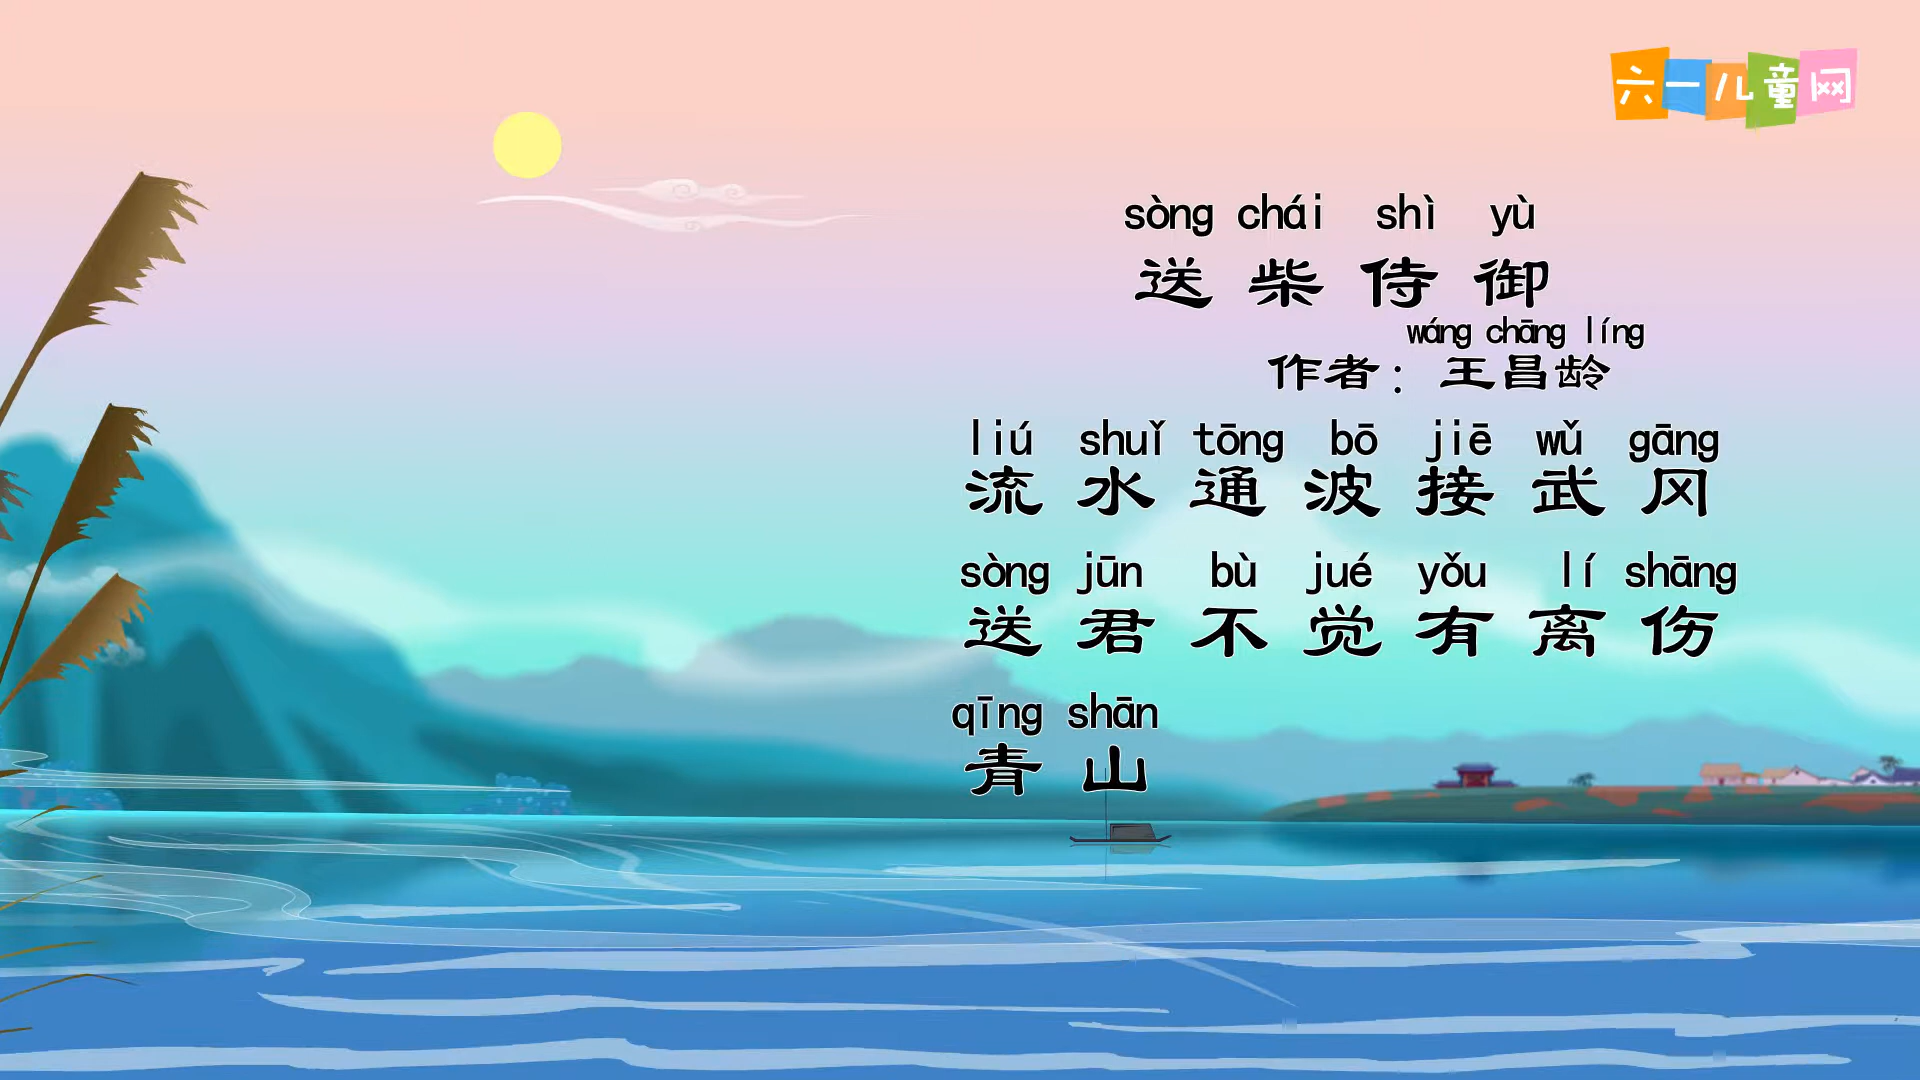 六一儿童网
sòng chái shì yù
送柴侍御
wáng chāng líng
作者：王昌龄
liú shuǐ tōng bō jiē wǔ gāng
流水通波接武冈
sòng jūn bù jué yǒu lí shāng
送君不觉有离伤
qīng shān
青山